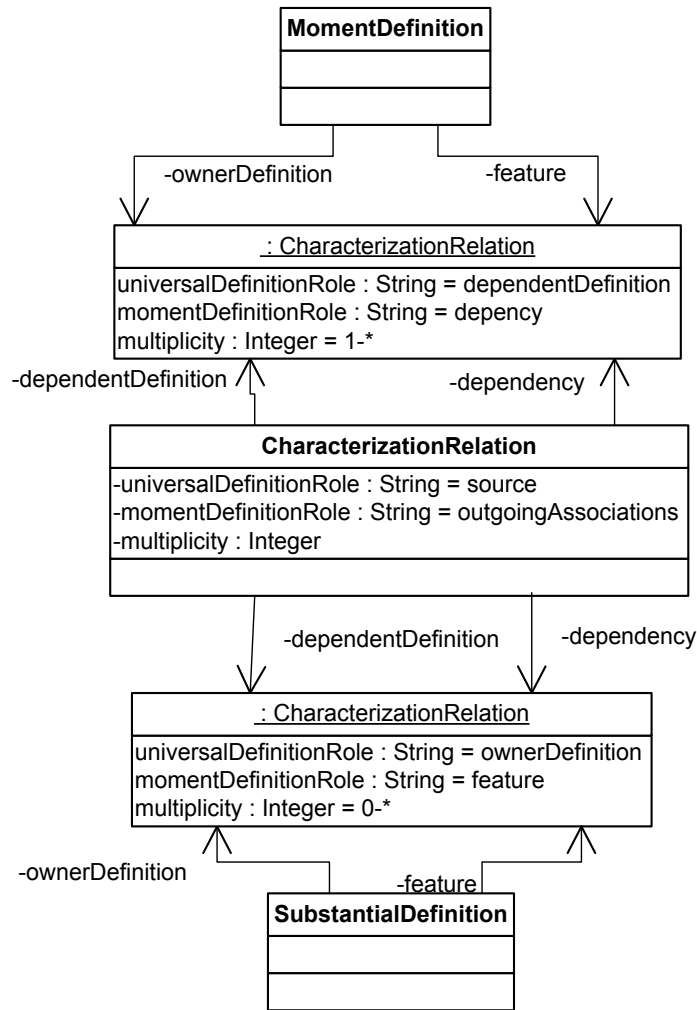 MomentDefinition
-ownerDefinition
-feature
: CharacterizationRelation
universalDefinitionRole : String = dependentDefinition
momentDefinitionRole : String = depency
multiplicity : Integer = 1-*
-dependentDefinition
-dependency
CharacterizationRelation
-universalDefinitionRole : String = source
-momentDefinitionRole : String = outgoingAssociations
-multiplicity : Integer
-dependentDefinition
-dependency
: CharacterizationRelation
universalDefinitionRole : String = ownerDefinition
momentDefinitionRole : String = feature
multiplicity : Integer = 0-*
-ownerDefinition
-feature
SubstantialDefinition